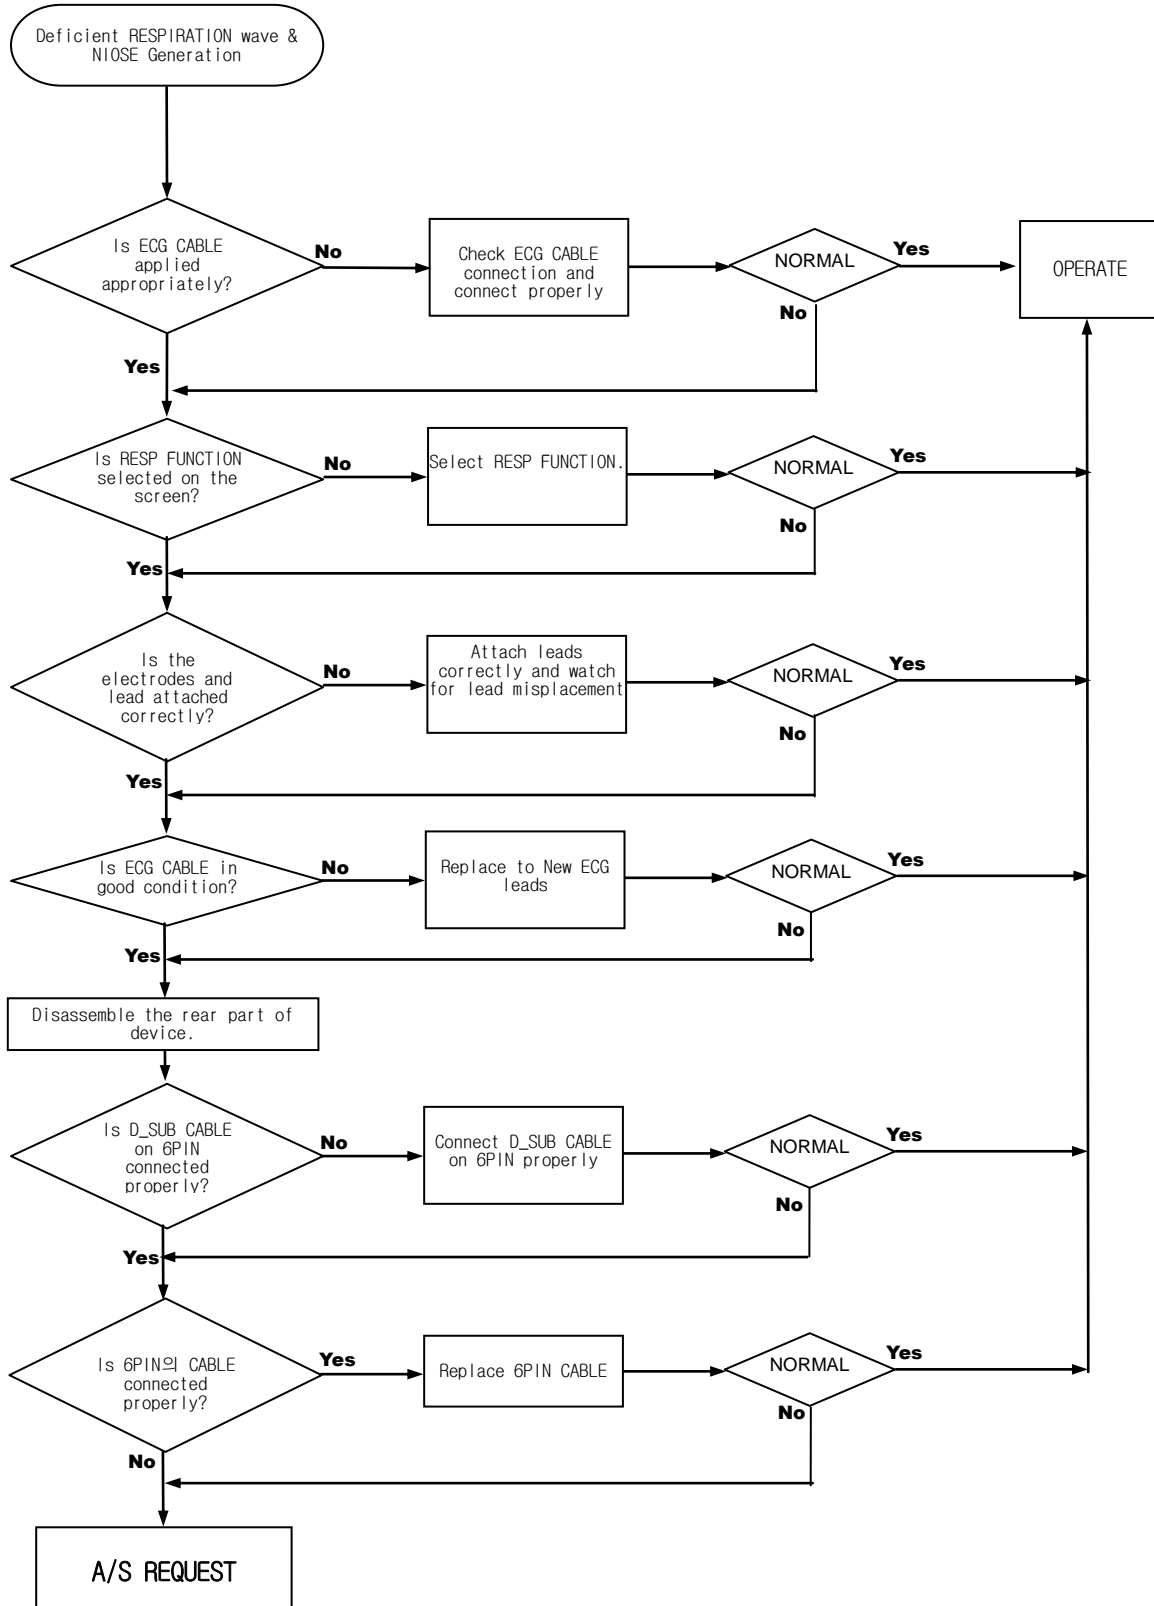 Deficient RESPIRATION wave &
NIOSE Generation
Is ECG CABLE
applied
appropriately?
No
Check ECG CABLE
connection and
connect properly
NORMAL
Yes
OPERATE
No
Yes
Is RESP FUNCTION
selected on the
screen?
No
Select RESP FUNCTION.
NORMAL
Yes
No
Yes
Is the
electrodes and
lead attached
correctly?
No
Attach leads
correctly and watch
for lead misplacement
NORMAL
Yes
No
Yes
Is ECG CABLE in
good condition?
No
Replace to New ECG
leads
NORMAL
Yes
No
Yes
Disassemble the rear part of
device.
Is D_SUB CABLE
on 6PIN
connected
properly?
No
Connect D_SUB CABLE
on 6PIN properly
NORMAL
Yes
No
Yes
Is 6PIN의 CABLE
connected
properly?
Yes
Replace 6PIN CABLE
NORMAL
Yes
No
No
A/S REQUEST